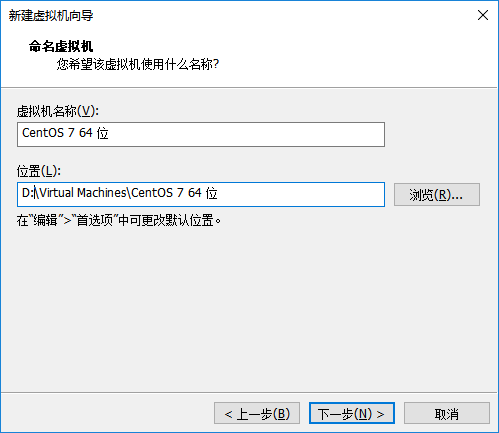 新建虚拟机向导
命名虚拟机
您希望该虚拟机使用什么名称?
虚拟机名称(V):
CentOS 7 64 位
位置(L):
D:\Virtual Machines\CentOS 7 64 位
浏览(R)...
在“编辑”>“首选项”中可更改默认位置。
< 上一步(B)
下一步(N) >
取消